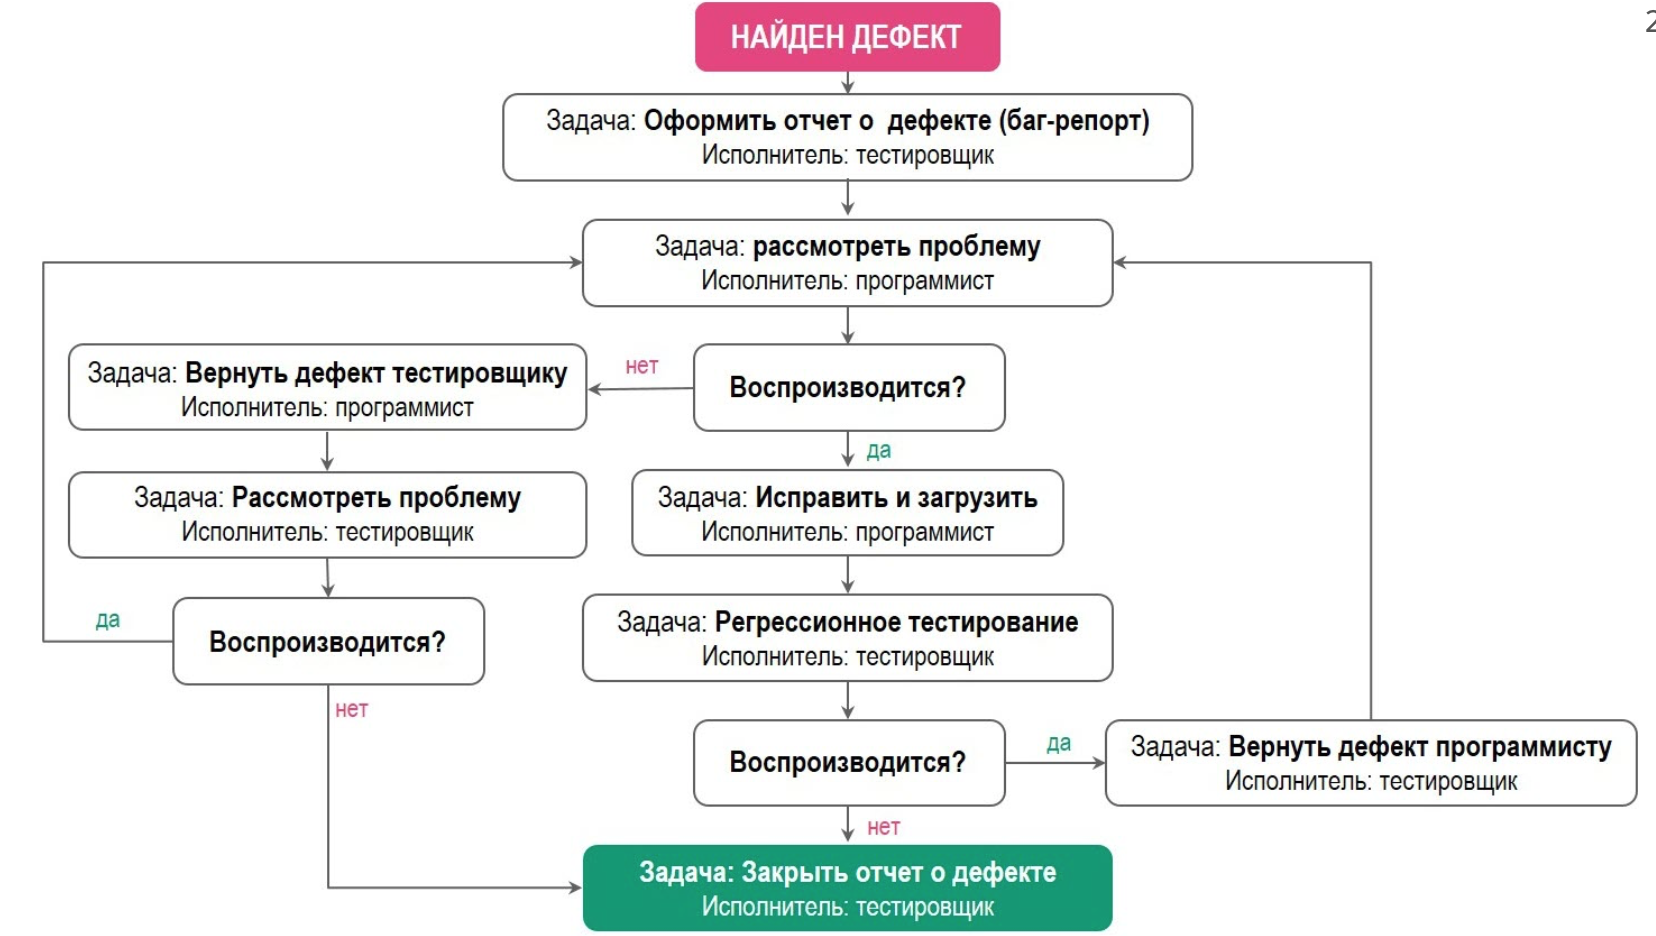 2
НАЙДЕН ДЕФЕКТ
Задача: Оформить отчет о дефекте (баг-репорт)
Исполнитель: тестировщик
Задача: рассмотреть проблему
Исполнитель: программист
Воспроизводится?
нет
Задача: Вернуть дефект тестировщику
Исполнитель: программист
Задача: Рассмотреть проблему
Исполнитель: тестировщик
Воспроизводится?
да
нет
да
Задача: Исправить и загрузить
Исполнитель: программист
Задача: Регрессионное тестирование
Исполнитель: тестировщик
Воспроизводится?
да
Задача: Вернуть дефект программисту
Исполнитель: тестировщик
нет
Задача: Закрыть отчет о дефекте
Исполнитель: тестировщик